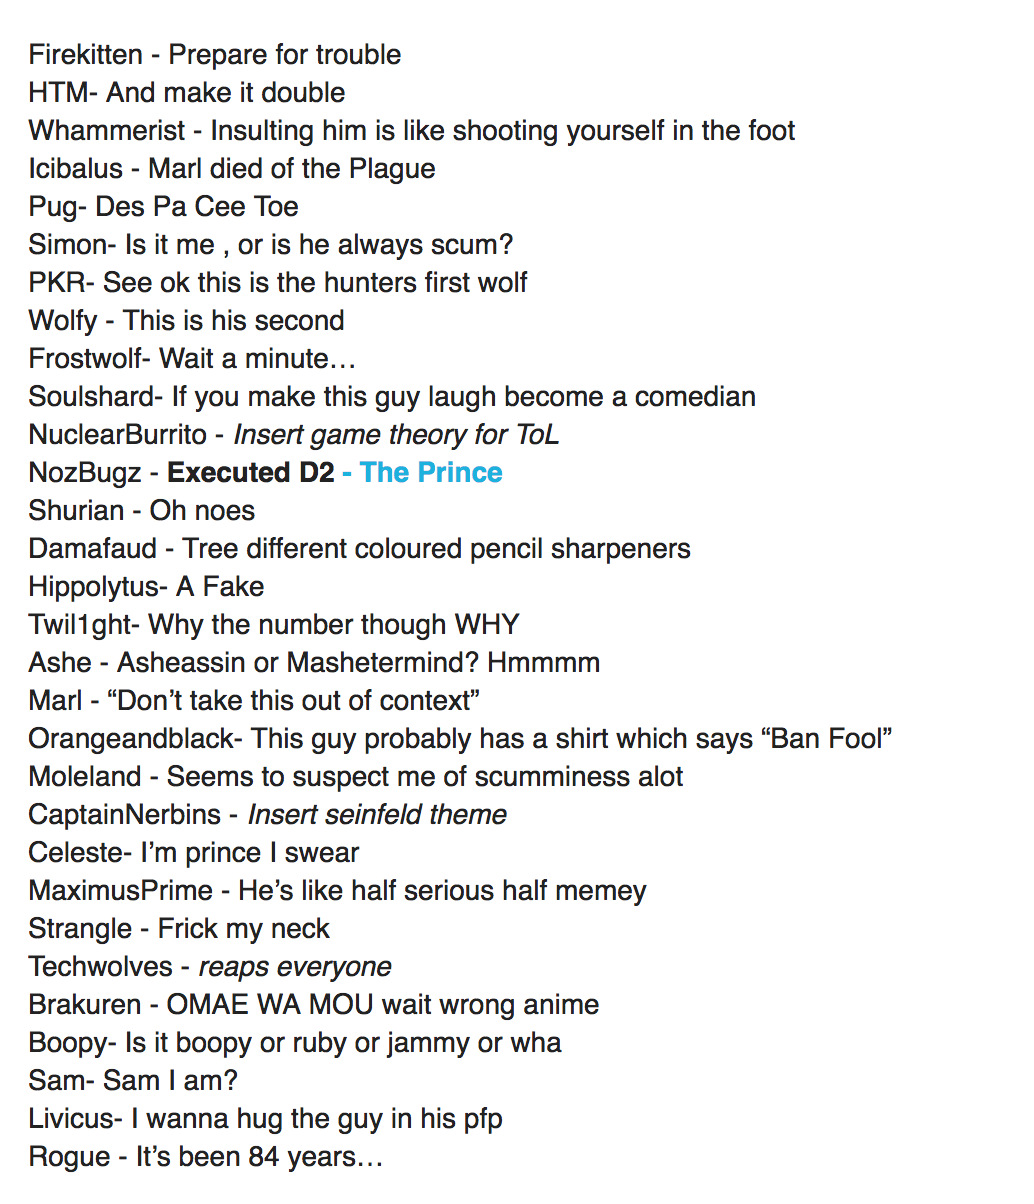 Firekitten - Prepare for trouble
HTM- And make it double
Whammerist - Insulting him is like shooting yourself in the foot
Icibalus - Marl died of the Plague
Pug- Des Pa Cee Toe
Simon- Is it me , or is he always scum?
PKR- See ok this is the hunters first wolf
Wolfy - This is his second
Frostwolf- Wait a minute…
Soulshard- If you make this guy laugh become a comedian
NuclearBurrito - Insert game theory for ToL
NozBugz - Executed D2 - The Prince
Shurian - Oh noes
Damafaud - Tree different coloured pencil sharpeners
Hippolytus- A Fake
Twil1ght- Why the number though WHY
Ashe - Asheassin or Mashetermind? Hmmmm
Marl - “Don’t take this out of context”
Orangeandblack- This guy probably has a shirt which says “Ban Fool”
Moleland - Seems to suspect me of scumminess alot
CaptainNerbins - Insert seinfeld theme
Celeste- I’m prince I swear
MaximusPrime - He’s like half serious half memey
Strangle - Frick my neck
Techwolves - reaps everyone
Brakuren - OMAE WA MOU wait wrong anime
Boopy- Is it boopy or ruby or jammy or wha
Sam- Sam I am?
Livicus- I wanna hug the guy in his pfp
Rogue - It’s been 84 years…